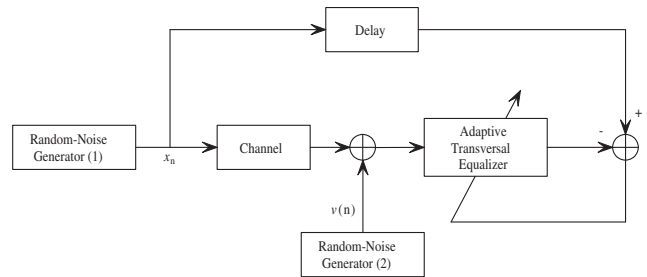 Delay
+
Random-Noise
Generator (1)
xn
Channel
Adaptive
Transversal
Equalizer
-
v(n)
Random-Noise
Generator (2)